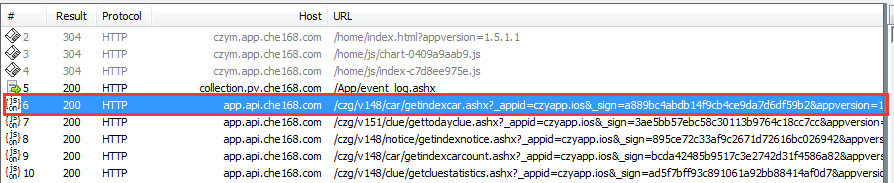 # Result Protocol Host URL
2 304 HTTP czym.app.che168.com /home/index.html?appversion=1.5.1.1
3 304 HTTP czym.app.che168.com /home/js/chart-0409a9aab9.js
4 304 HTTP czym.app.che168.com /home/js/index-c7d8ee975e.js
5 200 HTTP collection.pv.che168.com /App/event_log.ashx
6 200 HTTP app.api.che168.com /czg/v148/car/getindexcar.ashx?_appid=czyapp.ios&_sign=a889bc4abdb14f9cb4ce9da7d6df59b2&appversion=1
7 200 HTTP app.api.che168.com /czg/v151/clue/gettodayclue.ashx?_appid=czyapp.ios&_sign=3ae5bb57ebc58c30113b9764c18cc7cc&appversion
8 200 HTTP app.api.che168.com /czg/v148/notice/getindexnotice.ashx?_appid=czyapp.ios&_sign=895ce72c33af9c2671d72616bc026942&appvers
9 200 HTTP app.api.che168.com /czg/v148/car/getindexcarcount.ashx?_appid=czyapp.ios&_sign=bcda42485b9517c3e2742d31f4586a82&appvers
10 200 HTTP app.api.che168.com /czg/v148/clue/getcluestatistics.ashx?_appid=czyapp.ios&_sign=ad5f7bff93c891061a92bb88414af0d7&appvers